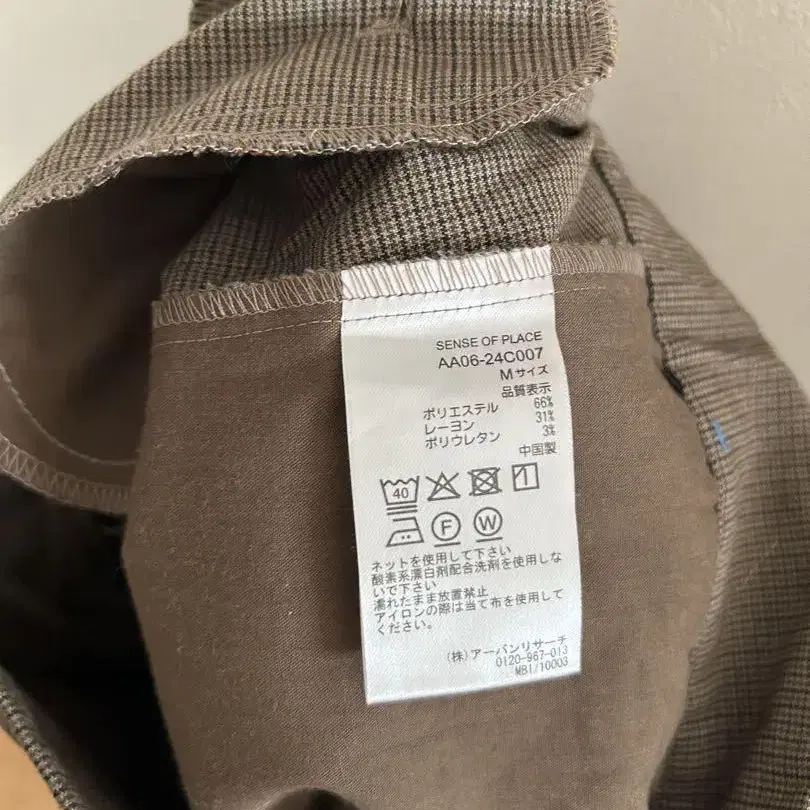 SENSE OF PLACE
AA06-24C007
Mサイズ
品質表示
ポリエステル 66%
レーヨン 31%
ポリウレタン 3%
中国製
40
F W
ネットを使用して下さい
酸素系漂白剤配合洗剤を使用しな
いで下さい
濡れたまま放置禁止
アイロンの際は当て布を使用して
ください。
(株)アーバンリサーチ
0120-967-013
MB1/10003